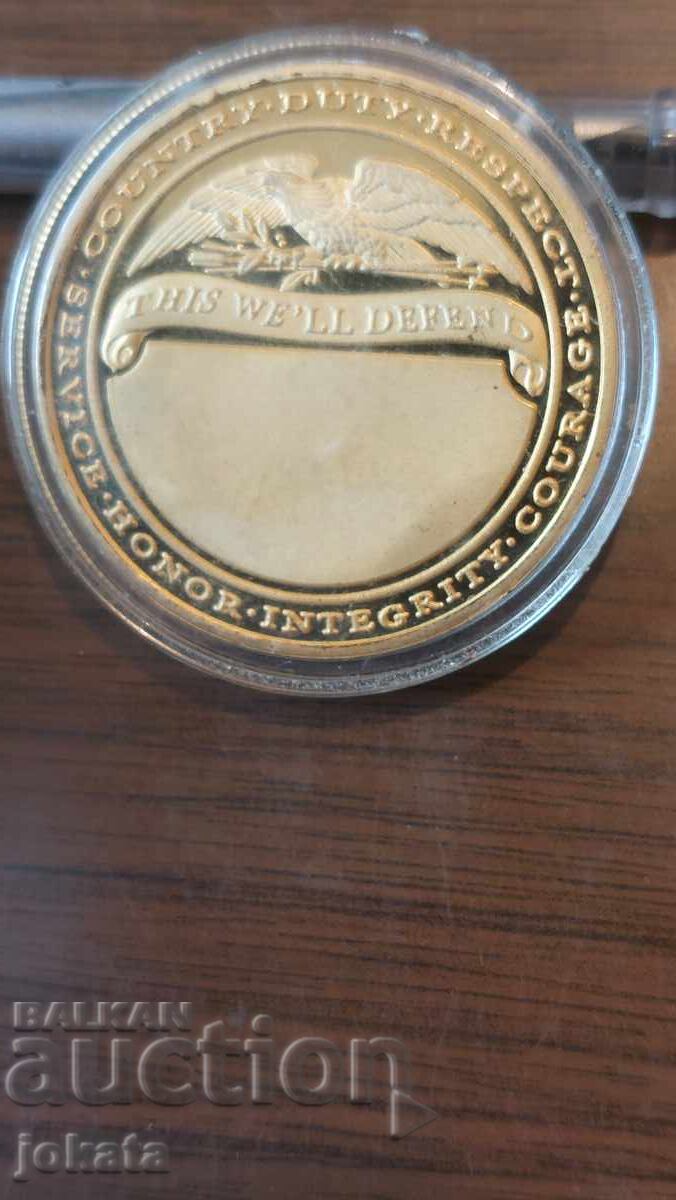 COUNTRY · DUTY · RESPECT · COURAGE · INTEGRITY · HONOR · SERVICE ·
THIS WE'LL DEFEND
BALKAN
auction
jokata